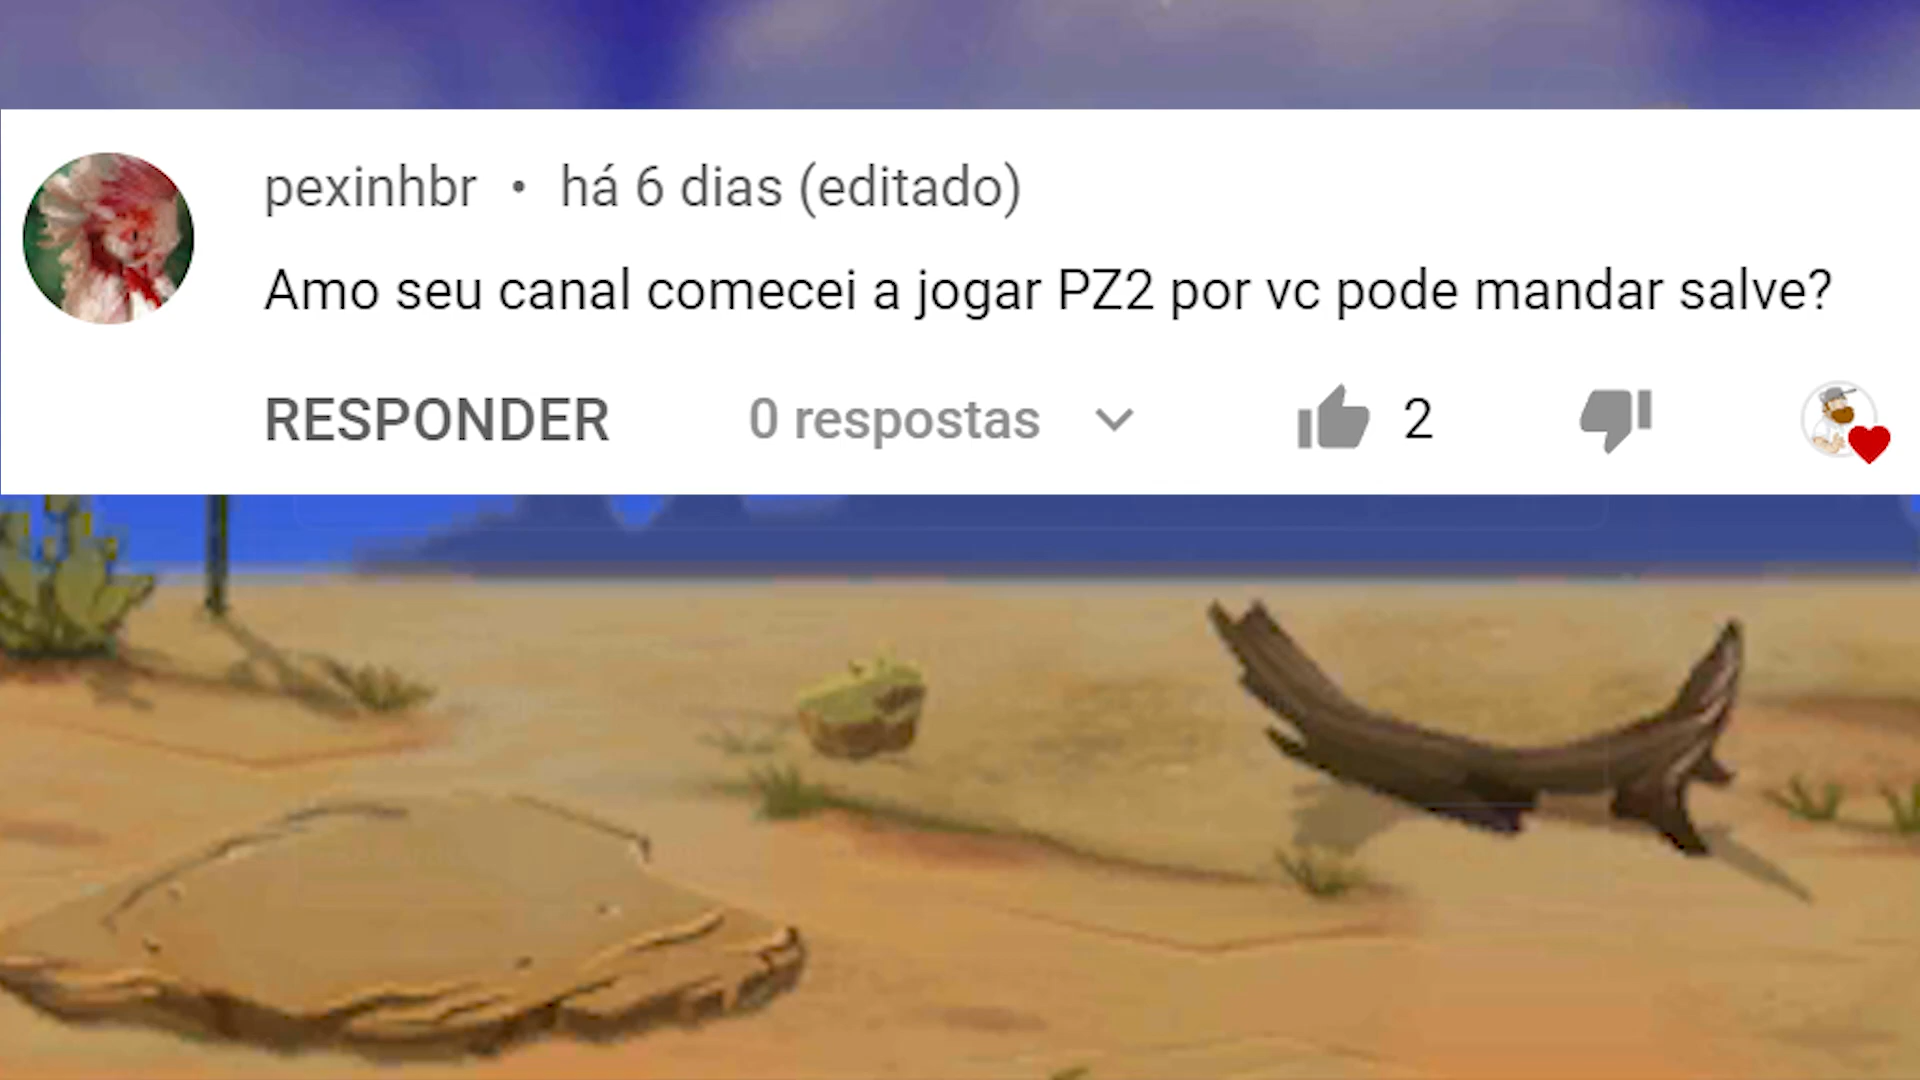 pexinhbr • há 6 dias (editado)
Amo seu canal comecei a jogar PZ2 por vc pode mandar salve?
RESPONDER 0 respostas 2